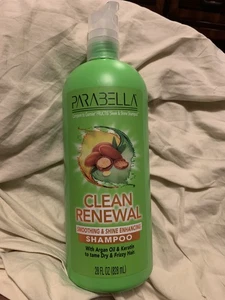 PARABELLA
CLEAN
RENEWAL
SMOOTHING & SHINE ENHANCING
SHAMPOO
With Argan Oil & Keratin
to tame Dry & Frizzy Hair!
28 FL OZ (828 mL)